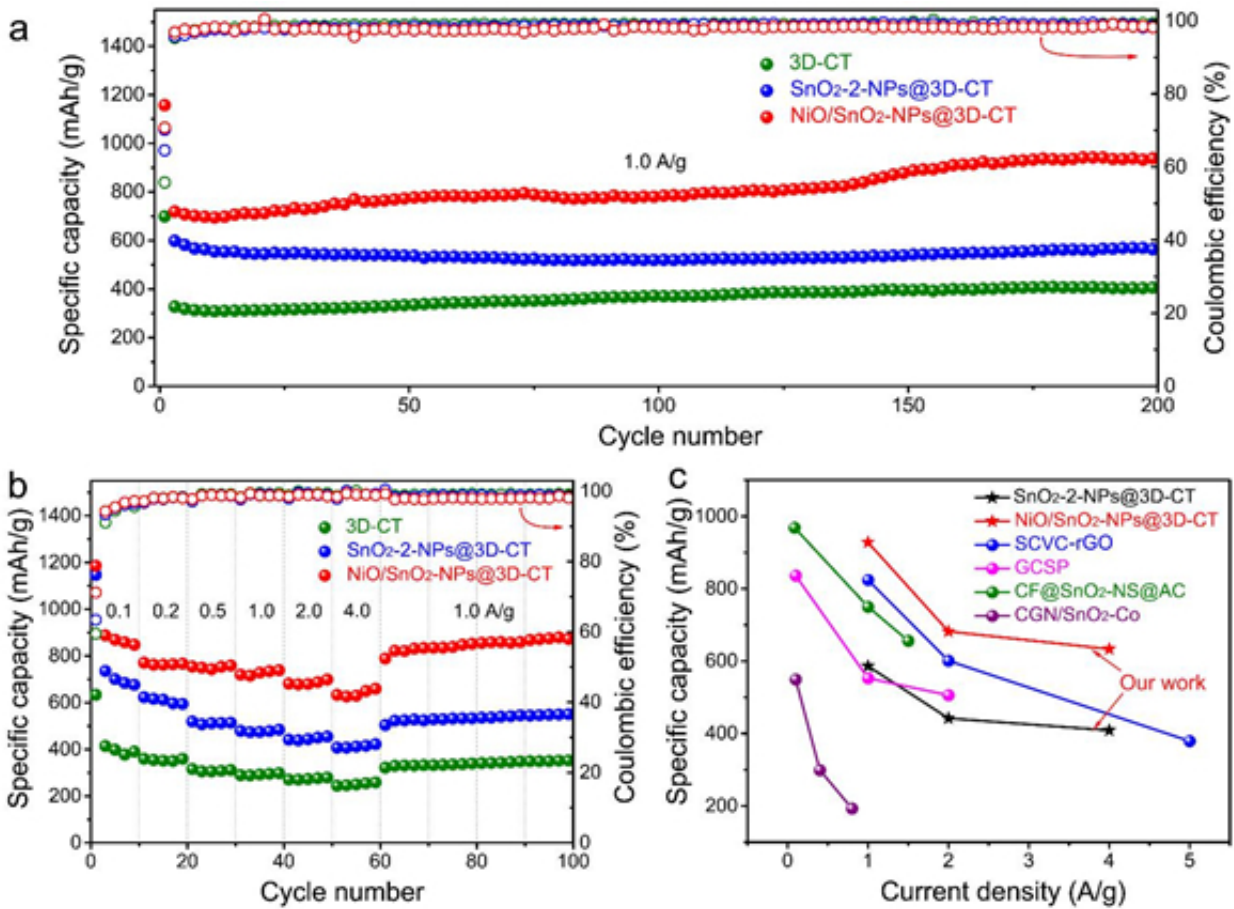 a
3D-CT
SnO₂-2-NPs@3D-CT
NiO/SnO₂-NPs@3D-CT
1.0 A/g
Specific capacity (mAh/g)
0
200
400
600
800
1000
1200
1400
Coulombic efficiency (%)
0
20
40
60
80
100
0
50
100
150
200
Cycle number
b
3D-CT
SnO₂-2-NPs@3D-CT
NiO/SnO₂-NPs@3D-CT
0.1 0.2 0.5 1.0 2.0 4.0 1.0 A/g
Specific capacity (mAh/g)
0
200
400
600
800
1000
1200
1400
Coulombic efficiency (%)
0
20
40
60
80
100
0
20
40
60
80
100
Cycle number
c
SnO₂-2-NPs@3D-CT
NiO/SnO₂-NPs@3D-CT
SCVC-rGO
GCSP
CF@SnO₂-NS@AC
CGN/SnO₂-Co
Our work
Specific capacity (mAh/g)
200
400
600
800
1000
0
1
2
3
4
5
Current density (A/g)